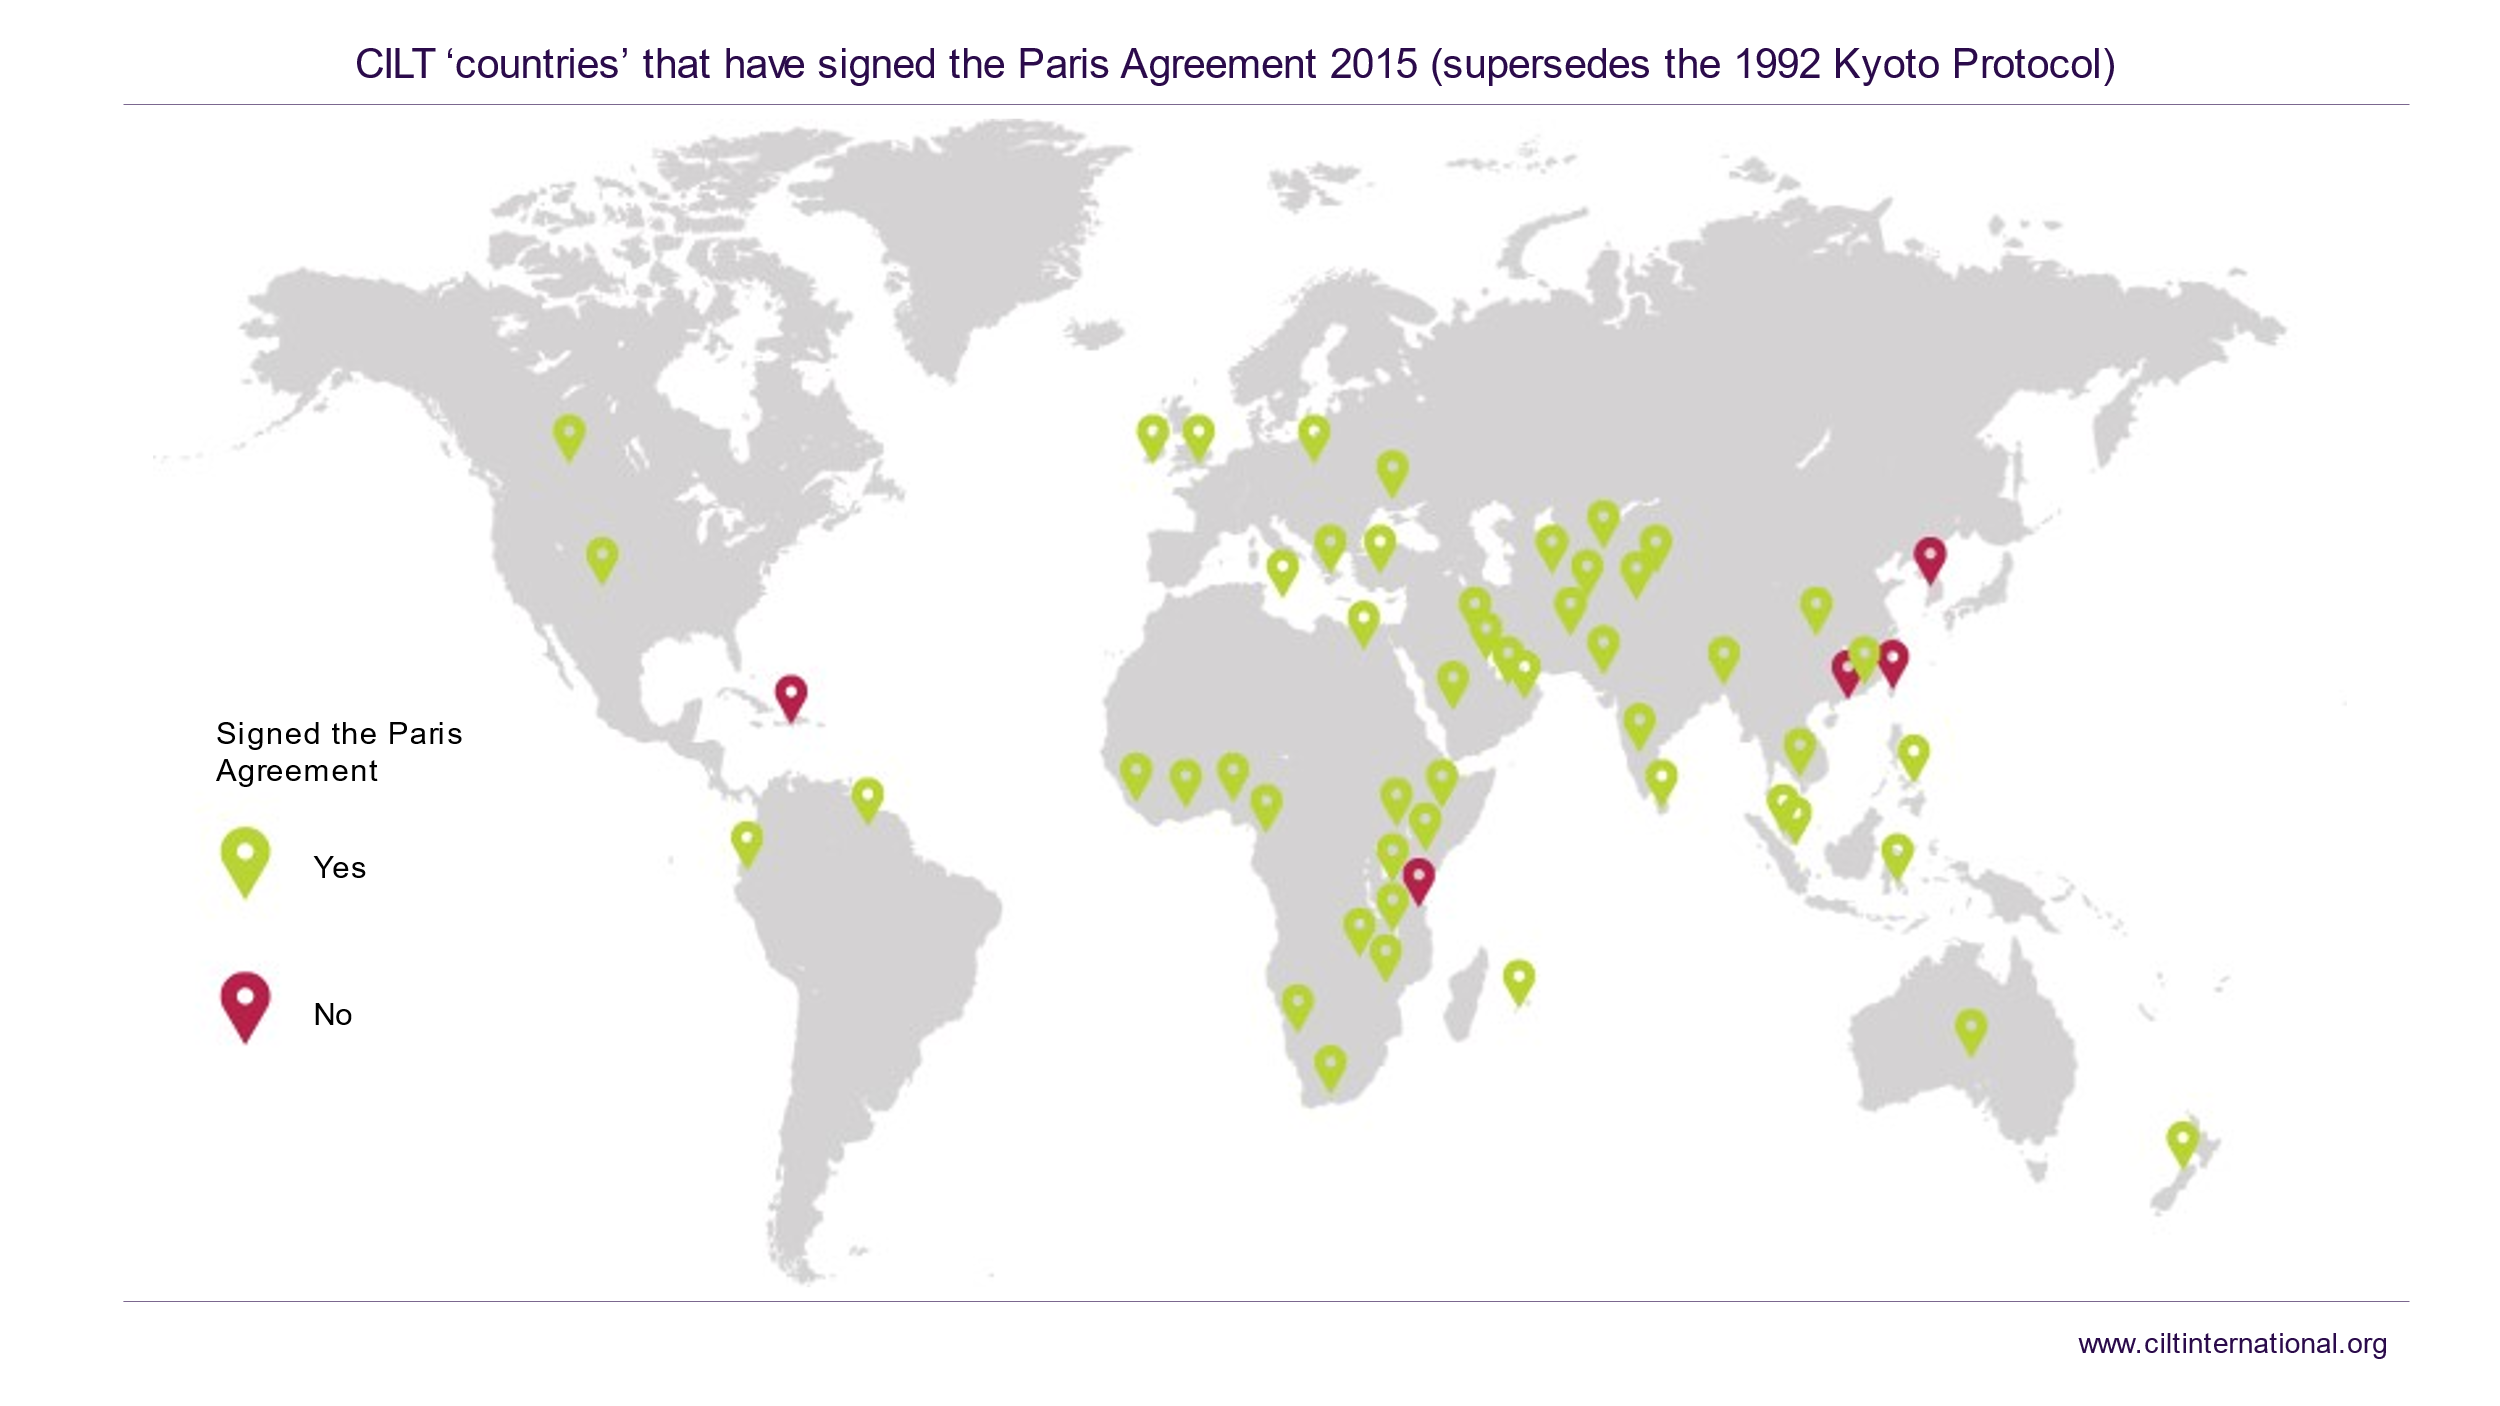 CILT ‘countries’ that have signed the Paris Agreement 2015 (supersedes the 1992 Kyoto Protocol)
Signed the Paris
Agreement
Yes
No
www.ciltinternational.org